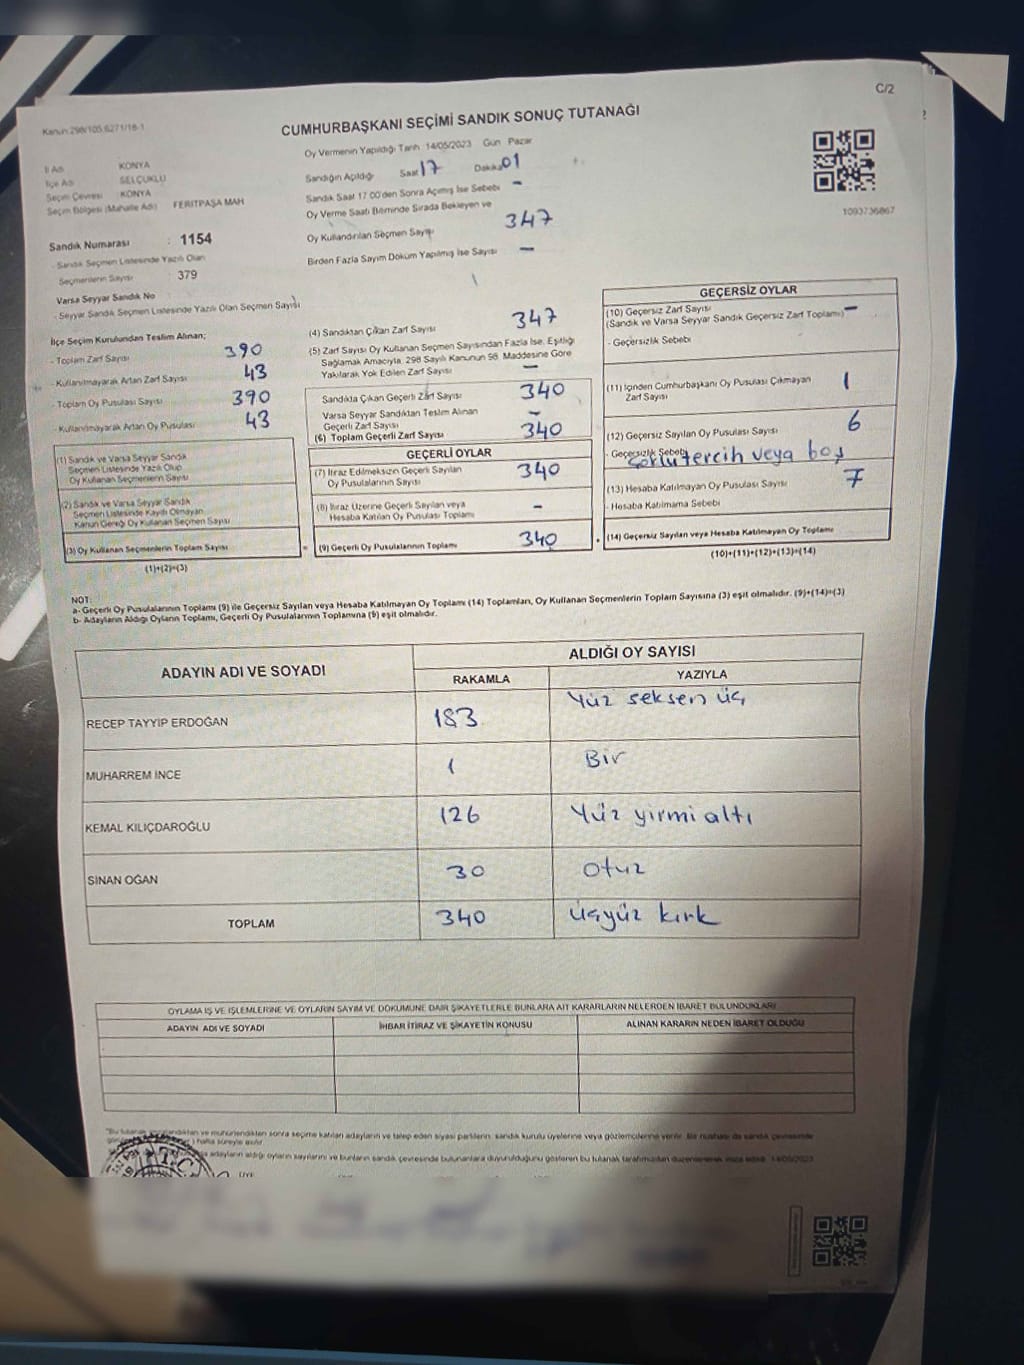 C/2
Kanun:298/105,6271/18-1
CUMHURBAŞKANI SEÇİMİ SANDIK SONUÇ TUTANAĞI
İl Adı KONYA
İlçe Adı SELÇUKLU
Seçim Çevresi : KONYA
Seçim Bölgesi (Mahalle Adı) FERİTPAŞA MAH
Sandık Numarası : 1154
- Sandık Seçmen Listesinde Yazılı Olan
Seçmenlerin Sayısı : 379
Varsa Seyyar Sandık No
- Seyyar Sandık Seçmen Listesinde Yazılı Olan Seçmen Sayısı
Oy Vermenin Yapıldığı Tarih 14/05/2023 Gün Pazar
Sandığın Açıldığı Saat 17 Dakika 01
Sandık Saat 17.00'den Sonra Açılmış İse Sebebi -
Oy Verme Saati Bitiminde Sırada Bekleyen ve
Oy Kullandırılan Seçmen Sayısı 347
Birden Fazla Sayım Döküm Yapılmış İse Sayısı -
1093736867
İlçe Seçim Kurulundan Teslim Alınan;
- Toplam Zarf Sayısı 390
- Kullanılmayarak Artan Zarf Sayısı 43
- Toplam Oy Pusulası Sayısı 390
- Kullanılmayarak Artan Oy Pusulası 43
(1) Sandık ve Varsa Seyyar Sandık
Seçmen Listesinde Yazılı Olup
Oy Kullanan Seçmenlerin Sayısı
(2) Sandık ve Varsa Seyyar Sandık
Seçmen Listesinde Kaydı Olmayan
Kanun Gereği Oy Kullanan Seçmen Sayısı
(3) Oy Kullanan Seçmenlerin Toplam Sayısı
(1)+(2)=(3)
(4) Sandıktan Çıkan Zarf Sayısı 347
(5) Zarf Sayısı Oy Kullanan Seçmen Sayısından Fazla İse, Eşitliği
Sağlamak Amacıyla, 298 Sayılı Kanunun 98. Maddesine Göre
Yakılarak Yok Edilen Zarf Sayısı -
Sandıkta Çıkan Geçerli Zarf Sayısı 340
Varsa Seyyar Sandıktan Teslim Alınan
Geçerli Zarf Sayısı -
(6) Toplam Geçerli Zarf Sayısı 340
GEÇERLİ OYLAR
(7) İtiraz Edilmeksizin Geçerli Sayılan
Oy Pusulalarının Sayısı 340
(8) İtiraz Üzerine Geçerli Sayılan veya
Hesaba Katılan Oy Pusulası Toplamı -
= (9) Geçerli Oy Pusulalarının Toplamı 340
GEÇERSİZ OYLAR
(10) Geçersiz Zarf Sayısı -
(Sandık ve Varsa Seyyar Sandık Geçersiz Zarf Toplamı)
- Geçersizlik Sebebi
(11) İçinden Cumhurbaşkanı Oy Pusulası Çıkmayan 1
Zarf Sayısı
(12) Geçersiz Sayılan Oy Pusulası Sayısı 6
- Geçersizlik Sebebi tercih veya boş
(13) Hesaba Katılmayan Oy Pusulası Sayısı 7
- Hesaba Katılmama Sebebi
+ (14) Geçersiz Sayılan veya Hesaba Katılmayan Oy Toplamı
(10)+(11)+(12)+(13)=(14)
NOT:
a- Geçerli Oy Pusulalarının Toplamı (9) ile Geçersiz Sayılan veya Hesaba Katılmayan Oy Toplamı (14) Toplamları, Oy Kullanan Seçmenlerin Toplam Sayısına (3) eşit olmalıdır. (9)+(14)=(3)
b- Adayların Aldığı Oyların Toplamı, Geçerli Oy Pusulalarının Toplamına (9) eşit olmalıdır.
ADAYIN ADI VE SOYADI ALDIĞI OY SAYISI
RAKAMLA YAZIYLA
RECEP TAYYİP ERDOĞAN 183 Yüz seksen üç
MUHARREM İNCE 1 Bir
KEMAL KILIÇDAROĞLU 126 Yüz yirmi altı
SİNAN OĞAN 30 Otuz
TOPLAM 340 Üçyüz kırk
OYLAMA İŞ VE İŞLEMLERİNE VE OYLARIN SAYIM VE DÖKÜMÜNE DAİR ŞİKAYETLERLE BUNLARA AİT KARARLARIN NELERDEN İBARET BULUNDUKLARI
ADAYIN ADI VE SOYADI İHBAR İTİRAZ VE ŞİKAYETİN KONUSU ALINAN KARARIN NEDEN İBARET OLDUĞU
ve mühürlendikten sonra seçime katılan adayların ve talep eden siyasi partilerin, sandık kurulu üyelerine veya gözlemcilerine verilir. Bir nüshası da sandık çevresinde
hafta süreyle asılır.
adayların aldığı oyların sayılarını ve bunların sandık çevresinde bulunanlara duyurulduğunu gösteren bu tutanak tarafımızdan düzenlenerek imza edildi. 14/05/2023
T.C.
ÜYE